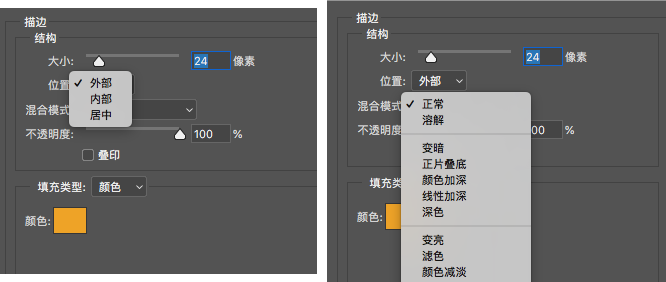 描边
结构
大小: 24 像素
位置
外部
内部
居中
混合模式
不透明度: 100 %
叠印
填充类型: 颜色
颜色:
描边
结构
大小: 24 像素
位置: 外部
混合模式
正常
溶解
变暗
正片叠底
颜色加深
线性加深
深色
变亮
滤色
颜色减淡
不透明度: 00 %
填充类
颜色: